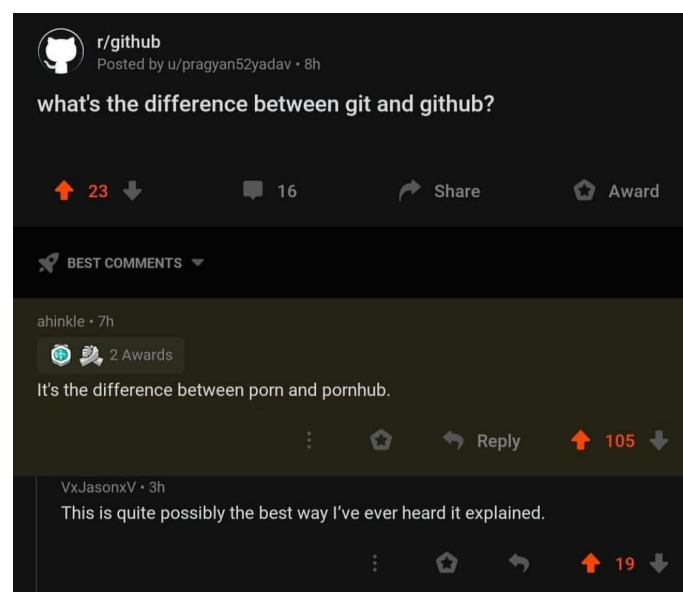 r/github
Posted by u/pragyan52yadav • 8h
what's the difference between git and github?
23 16 Share Award
BEST COMMENTS
ahinkle • 7h
2 Awards
It's the difference between porn and pornhub.
Reply 105
VxJasonxV • 3h
This is quite possibly the best way I’ve ever heard it explained.
19